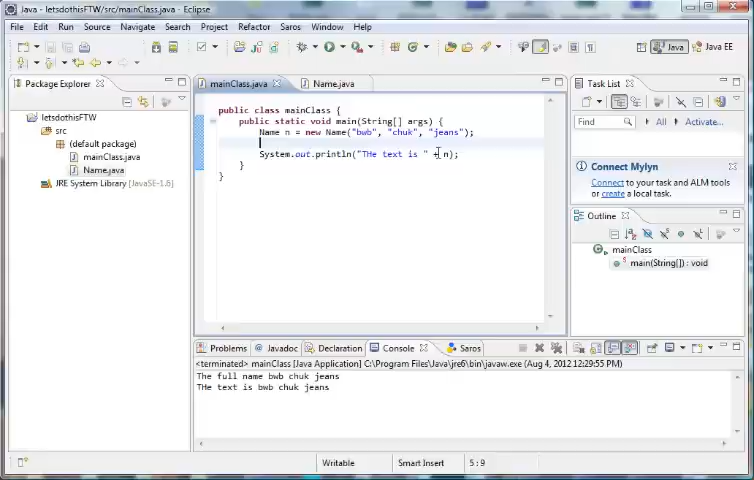 Java - letsdothisFTW/src/mainClass.java - Eclipse
File Edit Run Source Navigate Search Project Refactor Saros Window Help
Java Java EE
Package Explorer
letsdothisFTW
src
(default package)
mainClass.java
Name.java
JRE System Library [JavaSE-1.6]
mainClass.java Name.java
public class mainClass {
public static void main(String[] args) {
Name n = new Name("bwb", "chuk", "jeans");
System.out.println("THe text is " + n);
}
}
Task List
Find All Activate...
Connect Mylyn
Connect to your task and ALM tools
or create a local task.
Outline
mainClass
main(String[]) : void
Problems Javadoc Declaration Console Saros
<terminated> mainClass [Java Application] C:\Program Files\Java\jre6\bin\javaw.exe (Aug 4, 2012 12:29:55 PM)
The full name bwb chuk jeans
THe text is bwb chuk jeans
Writable Smart Insert 5 : 9